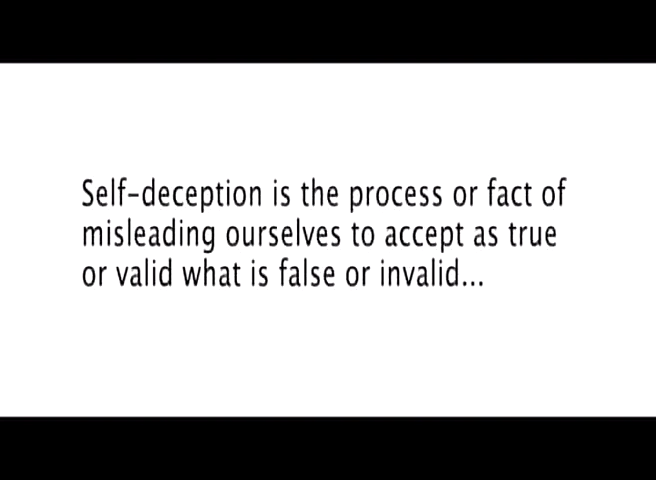 Self-deception is the process or fact of
misleading ourselves to accept as true
or valid what is false or invalid...